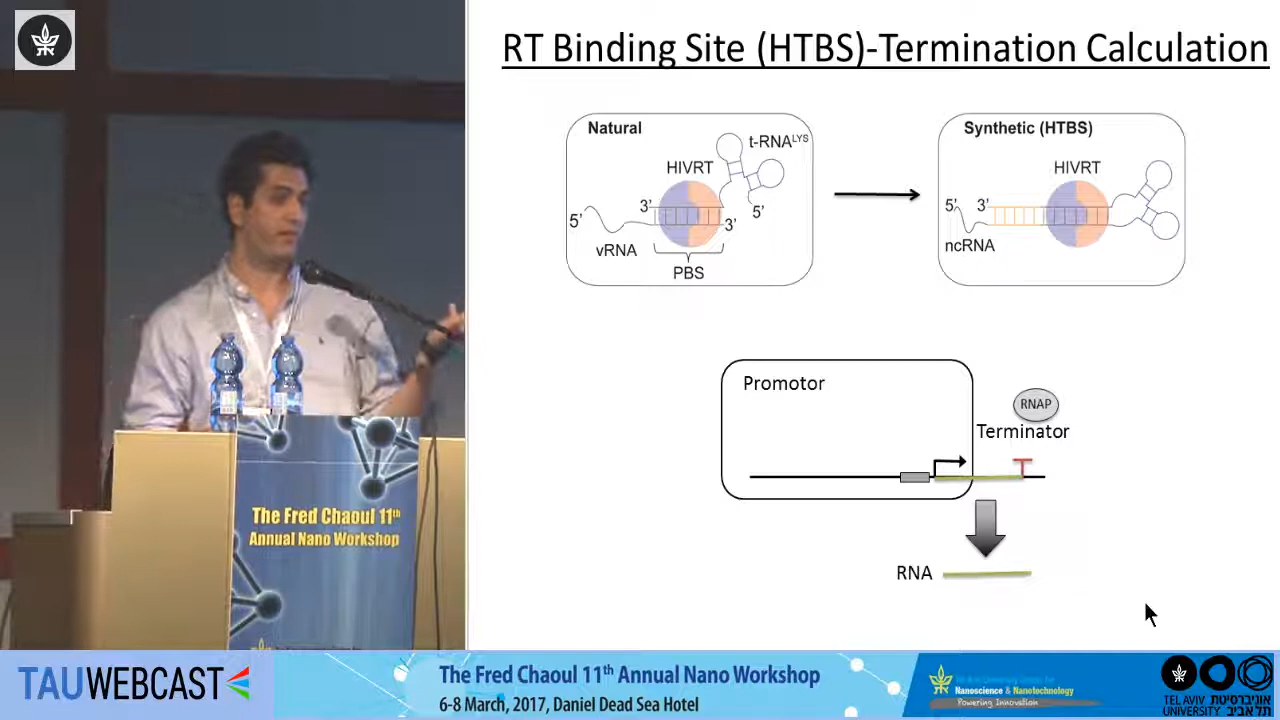 RT Binding Site (HTBS)-Termination Calculation
Natural
t-RNALYS
HIVRT
3'
5'
5'
3'
vRNA
PBS
Synthetic (HTBS)
HIVRT
5'
3'
ncRNA
Promotor
RNAP
Terminator
RNA
The Fred Chaoul 11th
Annual Nano Workshop
TAUWEBCAST
The Fred Chaoul 11th Annual Nano Workshop
6-8 March, 2017, Daniel Dead Sea Hotel
Nanoscience & Nanotechnology
Powering Innovation
TEL AVIV
UNIVERSITY
אוניברסיטת
תל אביב